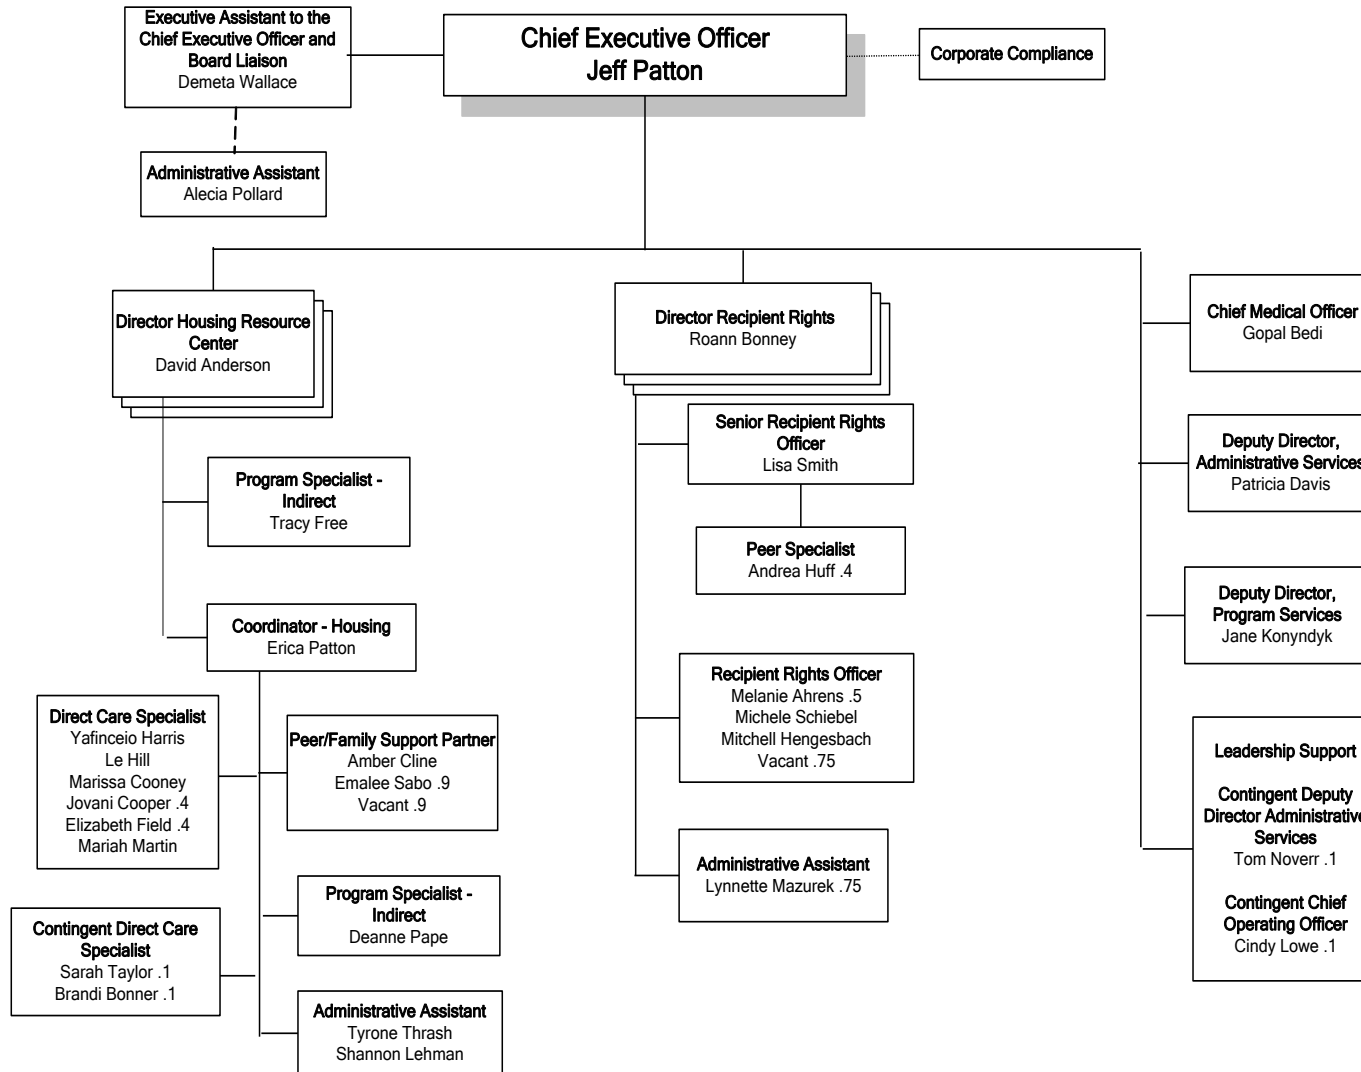 Executive Assistant to the
Chief Executive Officer and
Board Liaison
Demeta Wallace
Chief Executive Officer
Jeff Patton
Corporate Compliance
Administrative Assistant
Alecia Pollard
Director Housing Resource
Center
David Anderson
Program Specialist -
Indirect
Tracy Free
Coordinator - Housing
Erica Patton
Direct Care Specialist
Yafinceio Harris
Le Hill
Marissa Cooney
Jovani Cooper .4
Elizabeth Field .4
Mariah Martin
Peer/Family Support Partner
Amber Cline
Emalee Sabo .9
Vacant .9
Contingent Direct Care
Specialist
Sarah Taylor .1
Brandi Bonner .1
Program Specialist -
Indirect
Deanne Pape
Administrative Assistant
Tyrone Thrash
Shannon Lehman
Director Recipient Rights
Roann Bonney
Senior Recipient Rights
Officer
Lisa Smith
Peer Specialist
Andrea Huff .4
Recipient Rights Officer
Melanie Ahrens .5
Michele Schiebel
Mitchell Hengesbach
Vacant .75
Administrative Assistant
Lynnette Mazurek .75
Chief Medical Officer
Gopal Bedi
Deputy Director,
Administrative Services
Patricia Davis
Deputy Director,
Program Services
Jane Konyndyk
Leadership Support
Contingent Deputy
Director Administrative
Services
Tom Noverr .1
Contingent Chief
Operating Officer
Cindy Lowe .1